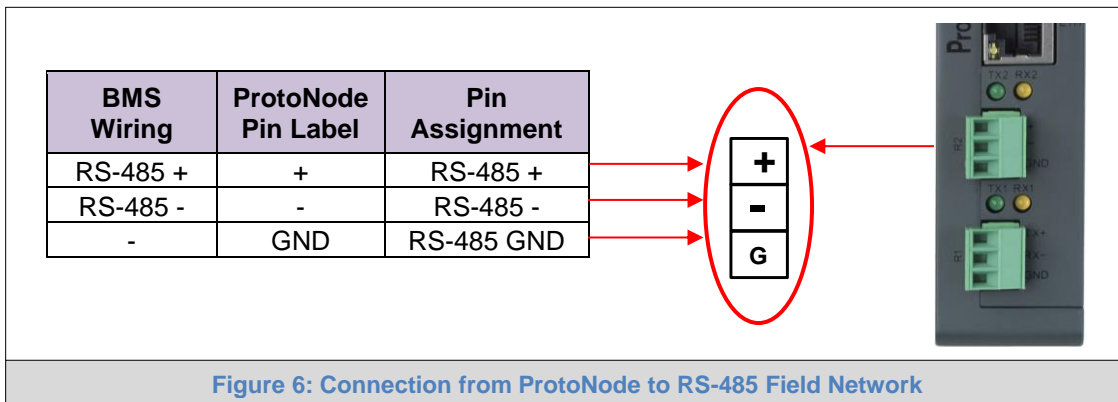 BMS Wiring ProtoNode Pin Label Pin Assignment
RS-485 + + RS-485 +
RS-485 - - RS-485 -
- GND RS-485 GND
+
-
G
Pro
TX2 RX2
R2
GND
TX1 RX1
R1
RX-
GND
Figure 6: Connection from ProtoNode to RS-485 Field Network